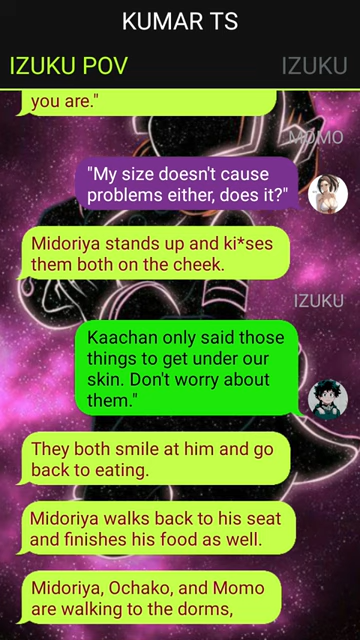 KUMAR TS
IZUKU POV
IZUKU
you are."
MOMO
"My size doesn't cause
problems either, does it?"
Midoriya stands up and ki*ses
them both on the cheek.
IZUKU
Kaachan only said those
things to get under our
skin. Don't worry about
them."
They both smile at him and go
back to eating.
Midoriya walks back to his seat
and finishes his food as well.
Midoriya, Ochako, and Momo
are walking to the dorms,